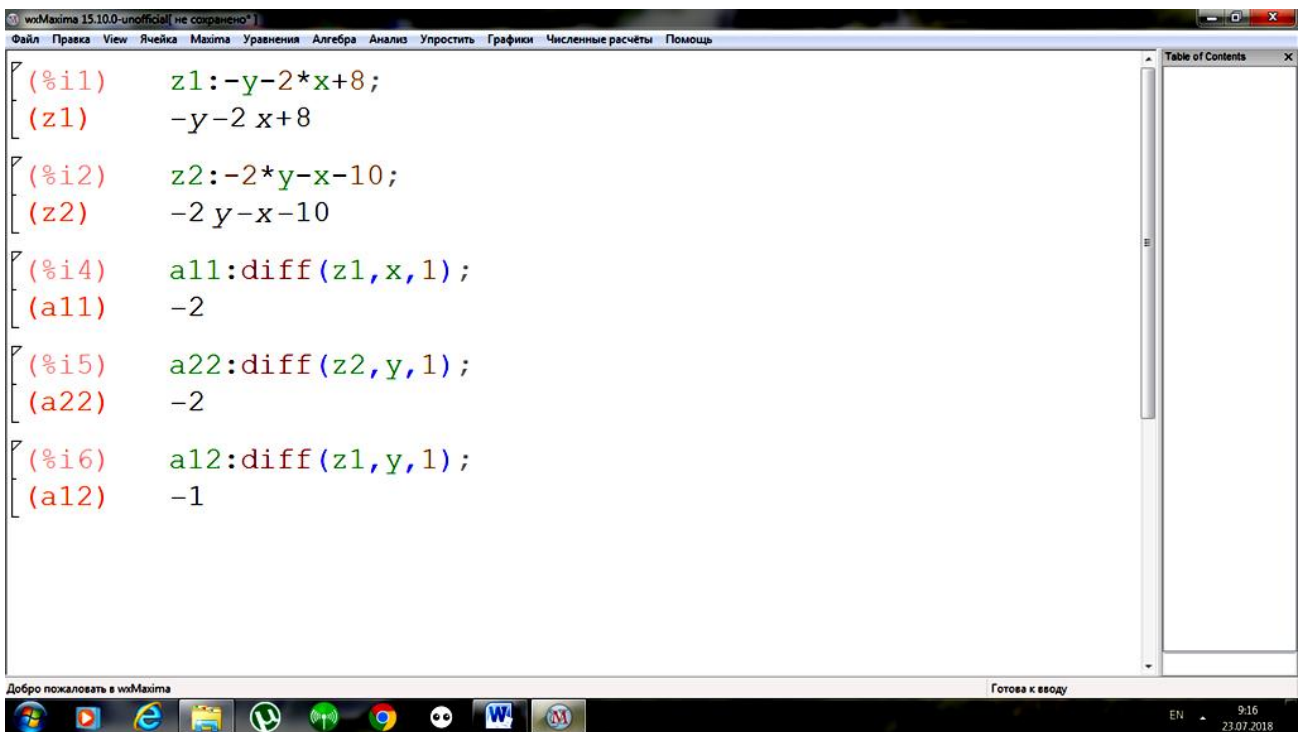 wxMaxima 15.10.0-unofficial[ не сохранено* ]
Файл Правка View Ячейка Maxima Уравнения Алгебра Анализ Упростить Графики Численные расчёты Помощь
Table of Contents x
(%i1) z1:-y-2*x+8;
(z1) -y-2 x+8
(%i2) z2:-2*y-x-10;
(z2) -2 y-x-10
(%i4) a11:diff(z1,x,1);
(a11) -2
(%i5) a22:diff(z2,y,1);
(a22) -2
(%i6) a12:diff(z1,y,1);
(a12) -1
Добро пожаловать в wxMaxima Готова к вводу
EN 9:16
23.07.2018